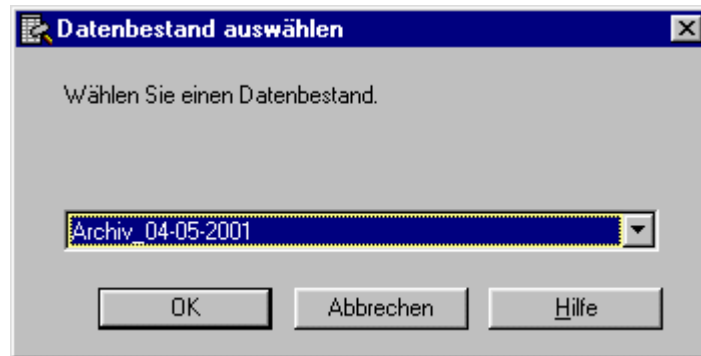 Datenbestand auswählen
Wählen Sie einen Datenbestand.
Archiv_04-05-2001
OK Abbrechen Hilfe